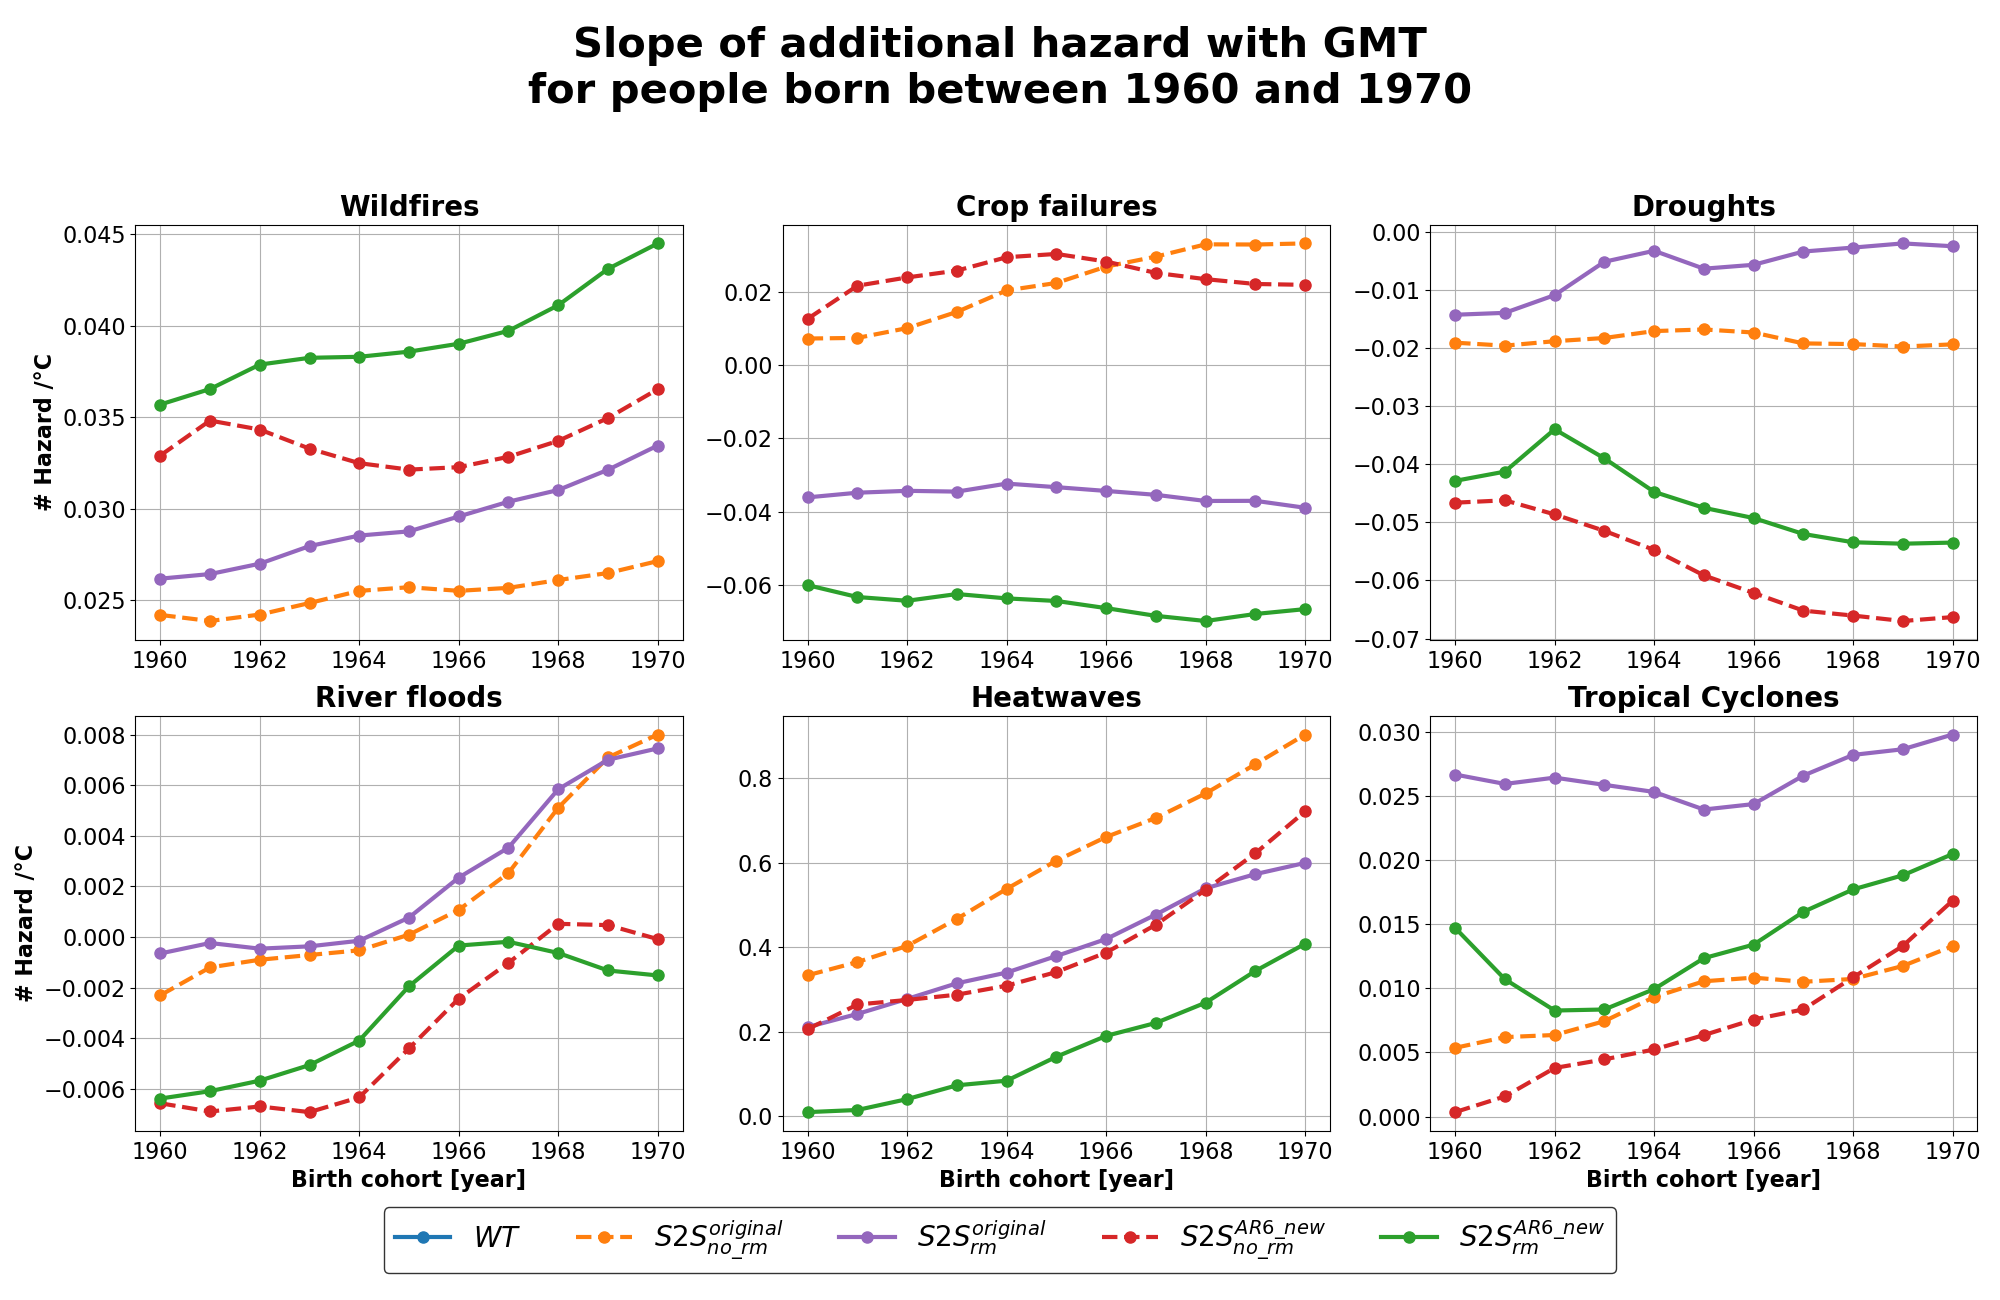 Slope of additional hazard with GMT
for people born between 1960 and 1970
Wildfires
Crop failures
Droughts
# Hazard /°C
0.045
0.040
0.035
0.030
0.025
1960 1962 1964 1966 1968 1970
0.02
0.00
−0.02
−0.04
−0.06
1960 1962 1964 1966 1968 1970
0.00
−0.01
−0.02
−0.03
−0.04
−0.05
−0.06
−0.07
1960 1962 1964 1966 1968 1970
River floods
Heatwaves
Tropical Cyclones
# Hazard /°C
0.008
0.006
0.004
0.002
0.000
−0.002
−0.004
−0.006
1960 1962 1964 1966 1968 1970
Birth cohort [year]
0.8
0.6
0.4
0.2
0.0
1960 1962 1964 1966 1968 1970
Birth cohort [year]
0.030
0.025
0.020
0.015
0.010
0.005
0.000
1960 1962 1964 1966 1968 1970
Birth cohort [year]
WT S2S^{original}_{no_rm} S2S^{original}_{rm} S2S^{AR6_new}_{no_rm} S2S^{AR6_new}_{rm}